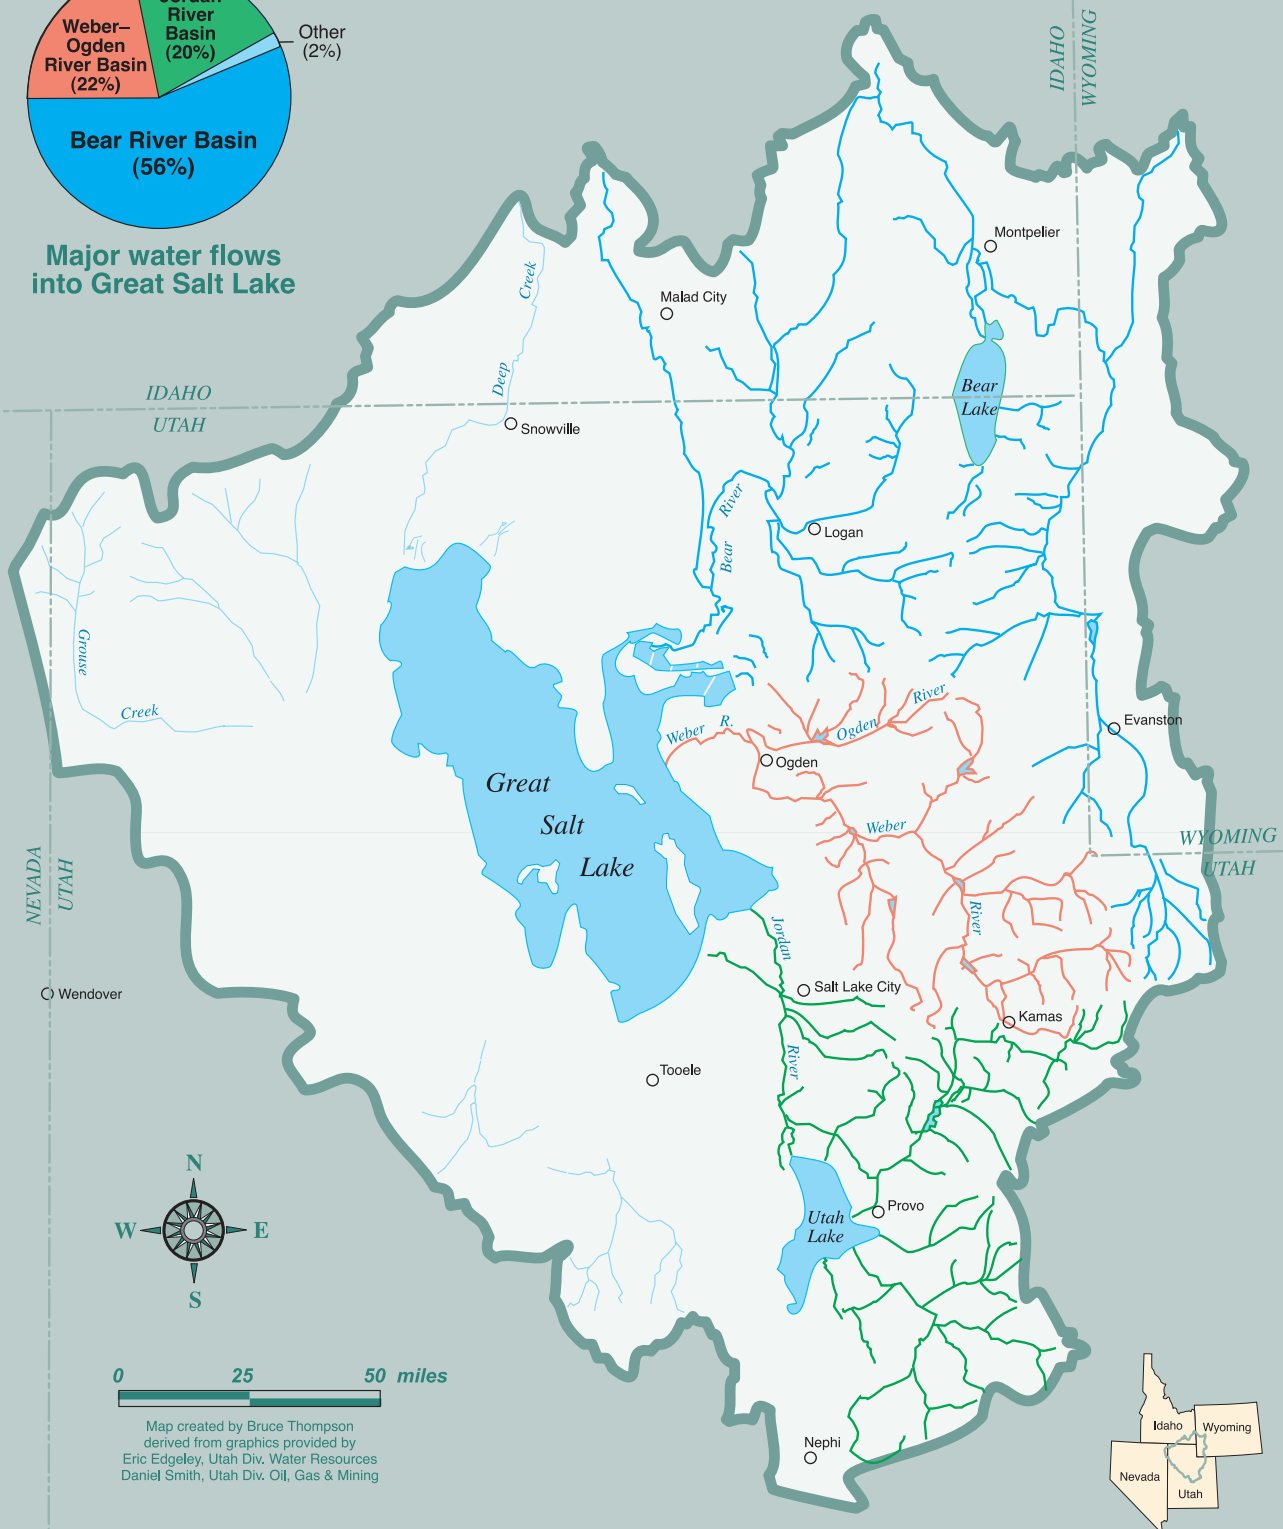 Jordan
River
Basin
(20%)
Weber–
Ogden
River Basin
(22%)
Other
(2%)
Bear River Basin
(56%)
Major water flows
into Great Salt Lake
IDAHO
WYOMING
Montpelier
Malad City
Creek
Deep
IDAHO
UTAH
Snowville
Bear
Lake
River
Bear
Logan
Grouse
Creek
River
Ogden
Weber R.
Evanston
Ogden
Great
Salt
Lake
Weber
WYOMING
UTAH
NEVADA
UTAH
River
Jordan
Wendover
Salt Lake City
Kamas
River
Tooele
N
W
E
S
Provo
Utah
Lake
0 25 50 miles
Map created by Bruce Thompson
derived from graphics provided by
Eric Edgeley, Utah Div. Water Resources
Daniel Smith, Utah Div. Oil, Gas & Mining
Nephi
Idaho
Wyoming
Nevada
Utah